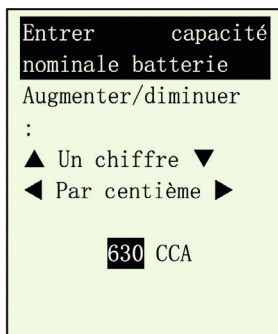 Entrer capacité
nominale batterie
Augmenter/diminuer
:
▲ Un chiffre ▼
◀ Par centième ▶
630 CCA